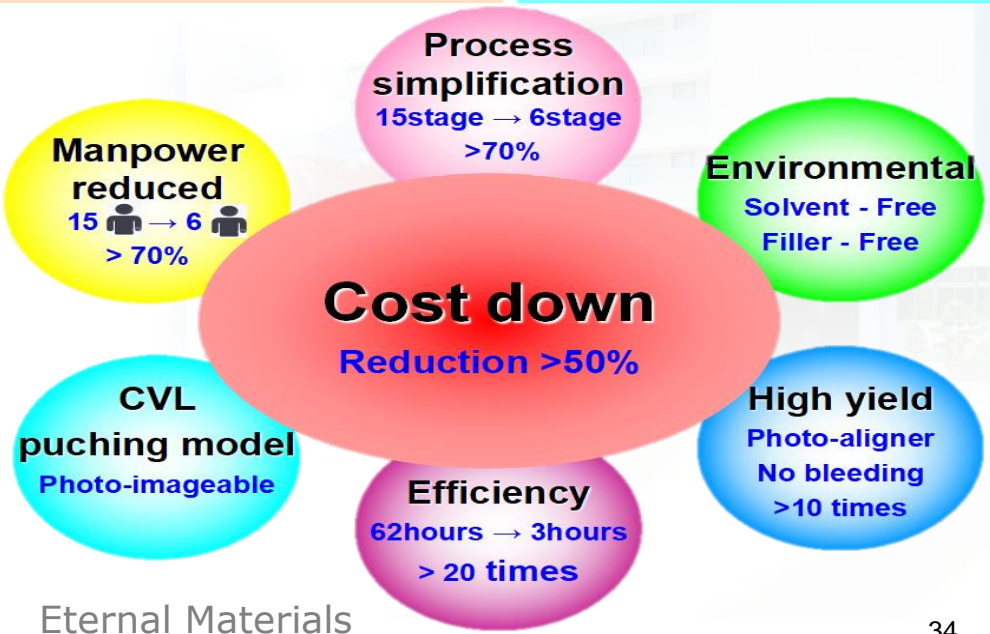 Process
simplification
15stage → 6stage
>70%
Manpower
reduced
15 → 6
> 70%
Environmental
Solvent - Free
Filler - Free
Cost down
Reduction >50%
CVL
puching model
Photo-imageable
High yield
Photo-aligner
No bleeding
>10 times
Efficiency
62hours → 3hours
> 20 times
Eternal Materials
34